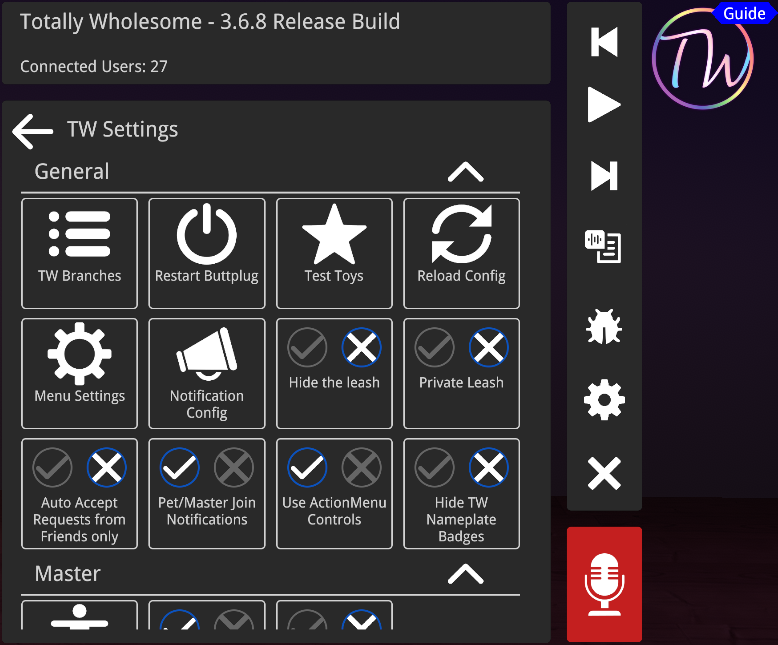 Totally Wholesome - 3.6.8 Release Build
Guide
TW
Connected Users: 27
TW Settings
General
TW Branches
Restart Buttplug
Test Toys
Reload Config
Menu Settings
Notification
Config
Hide the leash
Private Leash
Auto Accept
Requests from
Friends only
Pet/Master Join
Notifications
Use ActionMenu
Controls
Hide TW
Nameplate
Badges
Master